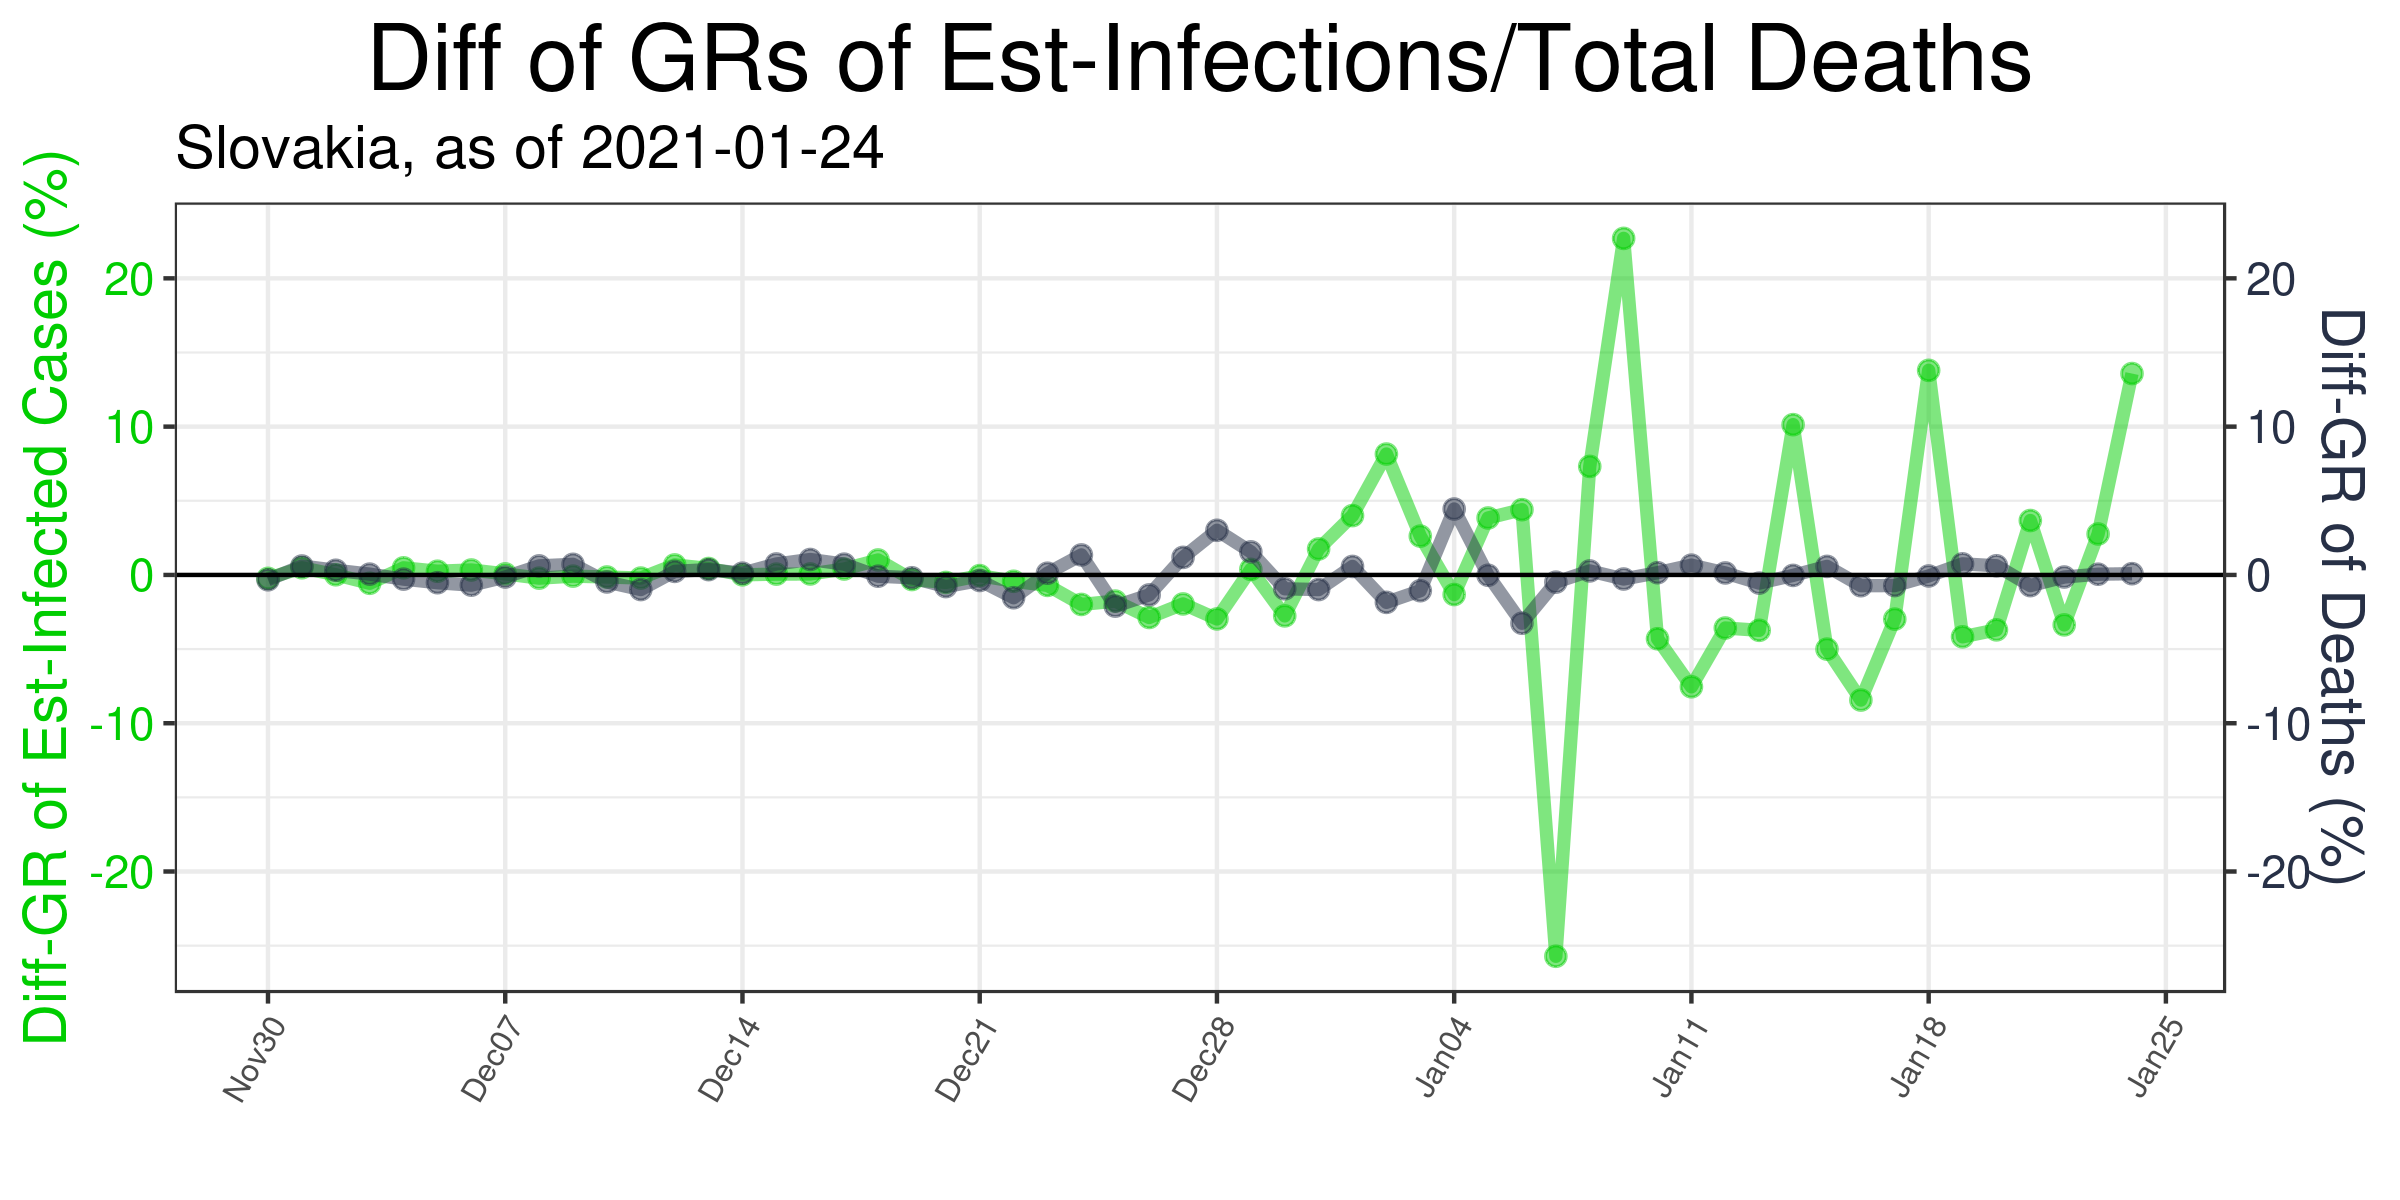 Diff of GRs of Est-Infections/Total Deaths
Slovakia, as of 2021-01-24
Diff-GR of Est-Infected Cases (%)
20
10
0
-10
-20
20
10
0
-10
-20
Diff-GR of Deaths (%)
Nov30
Dec07
Dec14
Dec21
Dec28
Jan04
Jan11
Jan18
Jan25